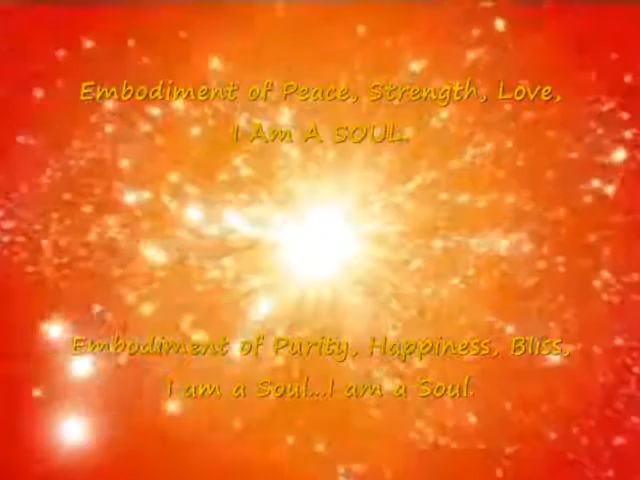 Embodiment of Peace, Strength, Love,
I Am A SOUL.
Embodiment of Purity, Happiness, Bliss,
I am a Soul...I am a Soul.